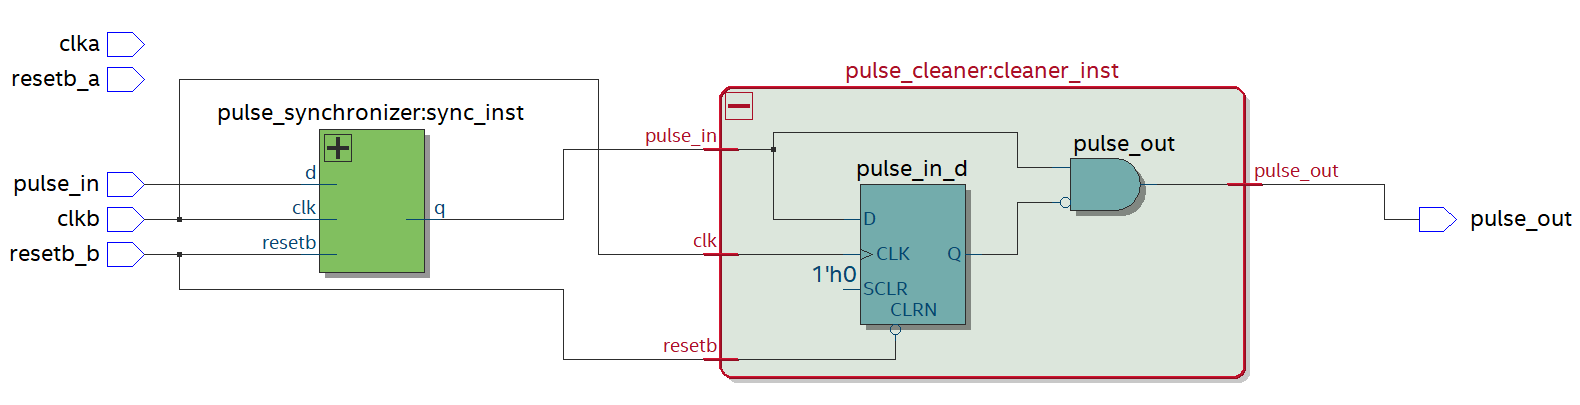 clka
resetb_a
pulse_synchronizer:sync_inst
pulse_in
d
clkb
clk
q
resetb_b
resetb
pulse_cleaner:cleaner_inst
pulse_in
pulse_out
pulse_in_d
D
clk
CLK
Q
1'h0
SCLR
CLRN
resetb
pulse_out
pulse_out